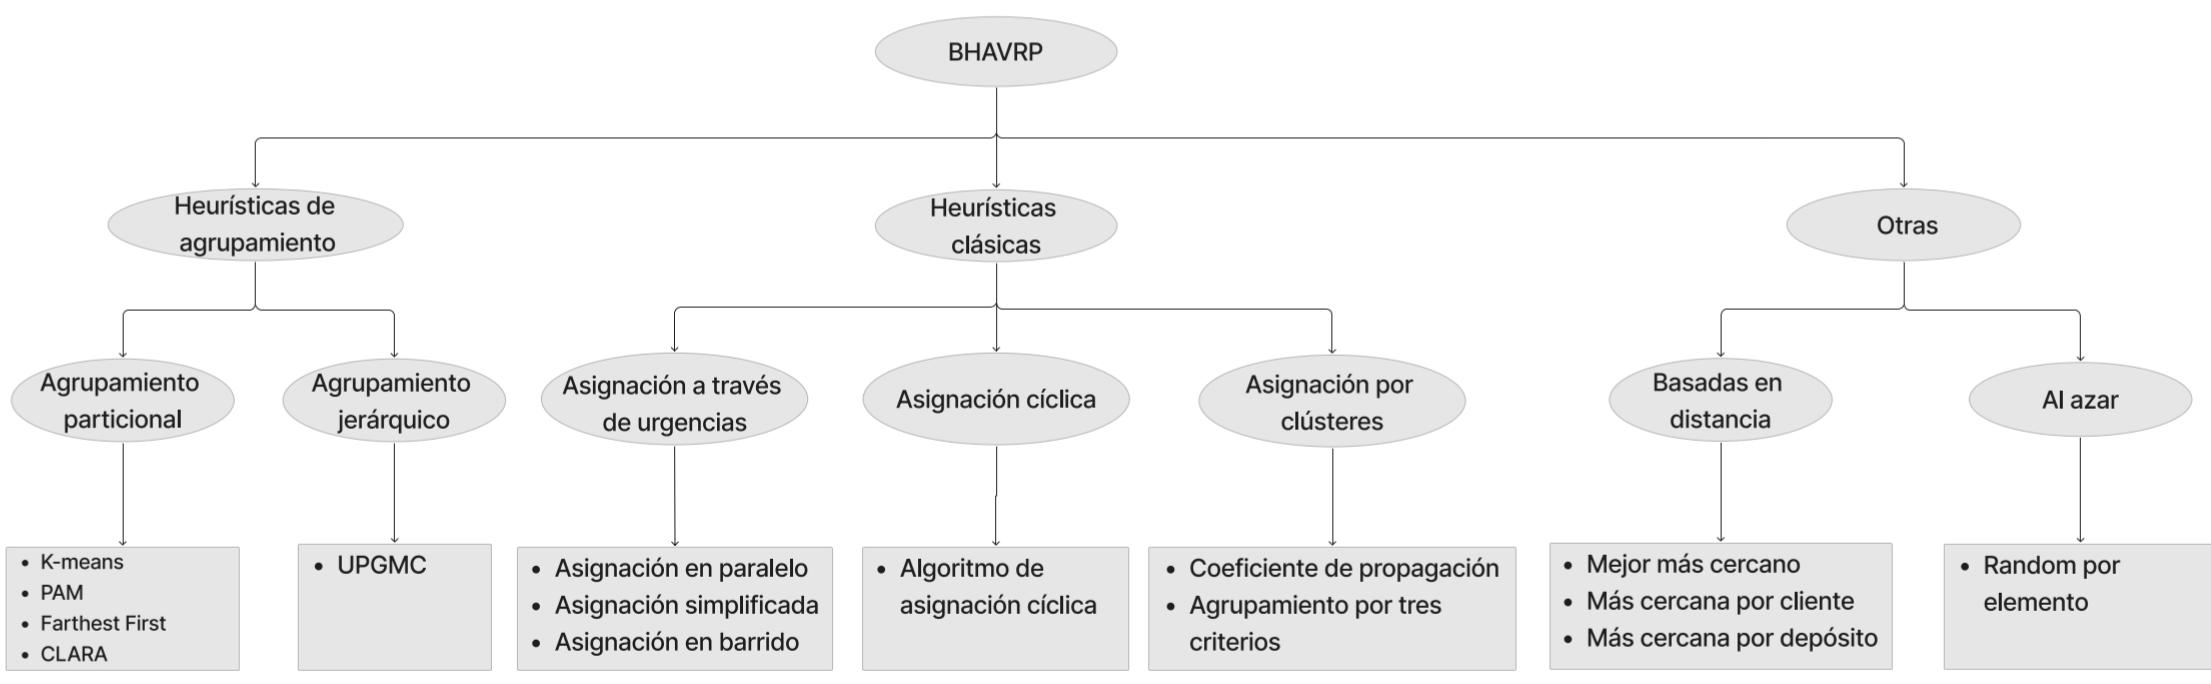 BHAVRP
Heurísticas de
agrupamiento
Heurísticas
clásicas
Otras
Agrupamiento
particional
Agrupamiento
jerárquico
Asignación a través
de urgencias
Asignación cíclica
Asignación por
clústeres
Basadas en
distancia
Al azar
• K-means
• PAM
• Farthest First
• CLARA
• UPGMC
• Asignación en paralelo
• Asignación simplificada
• Asignación en barrido
• Algoritmo de
asignación cíclica
• Coeficiente de propagación
• Agrupamiento por tres
criterios
• Mejor más cercano
• Más cercana por cliente
• Más cercana por depósito
• Random por
elemento